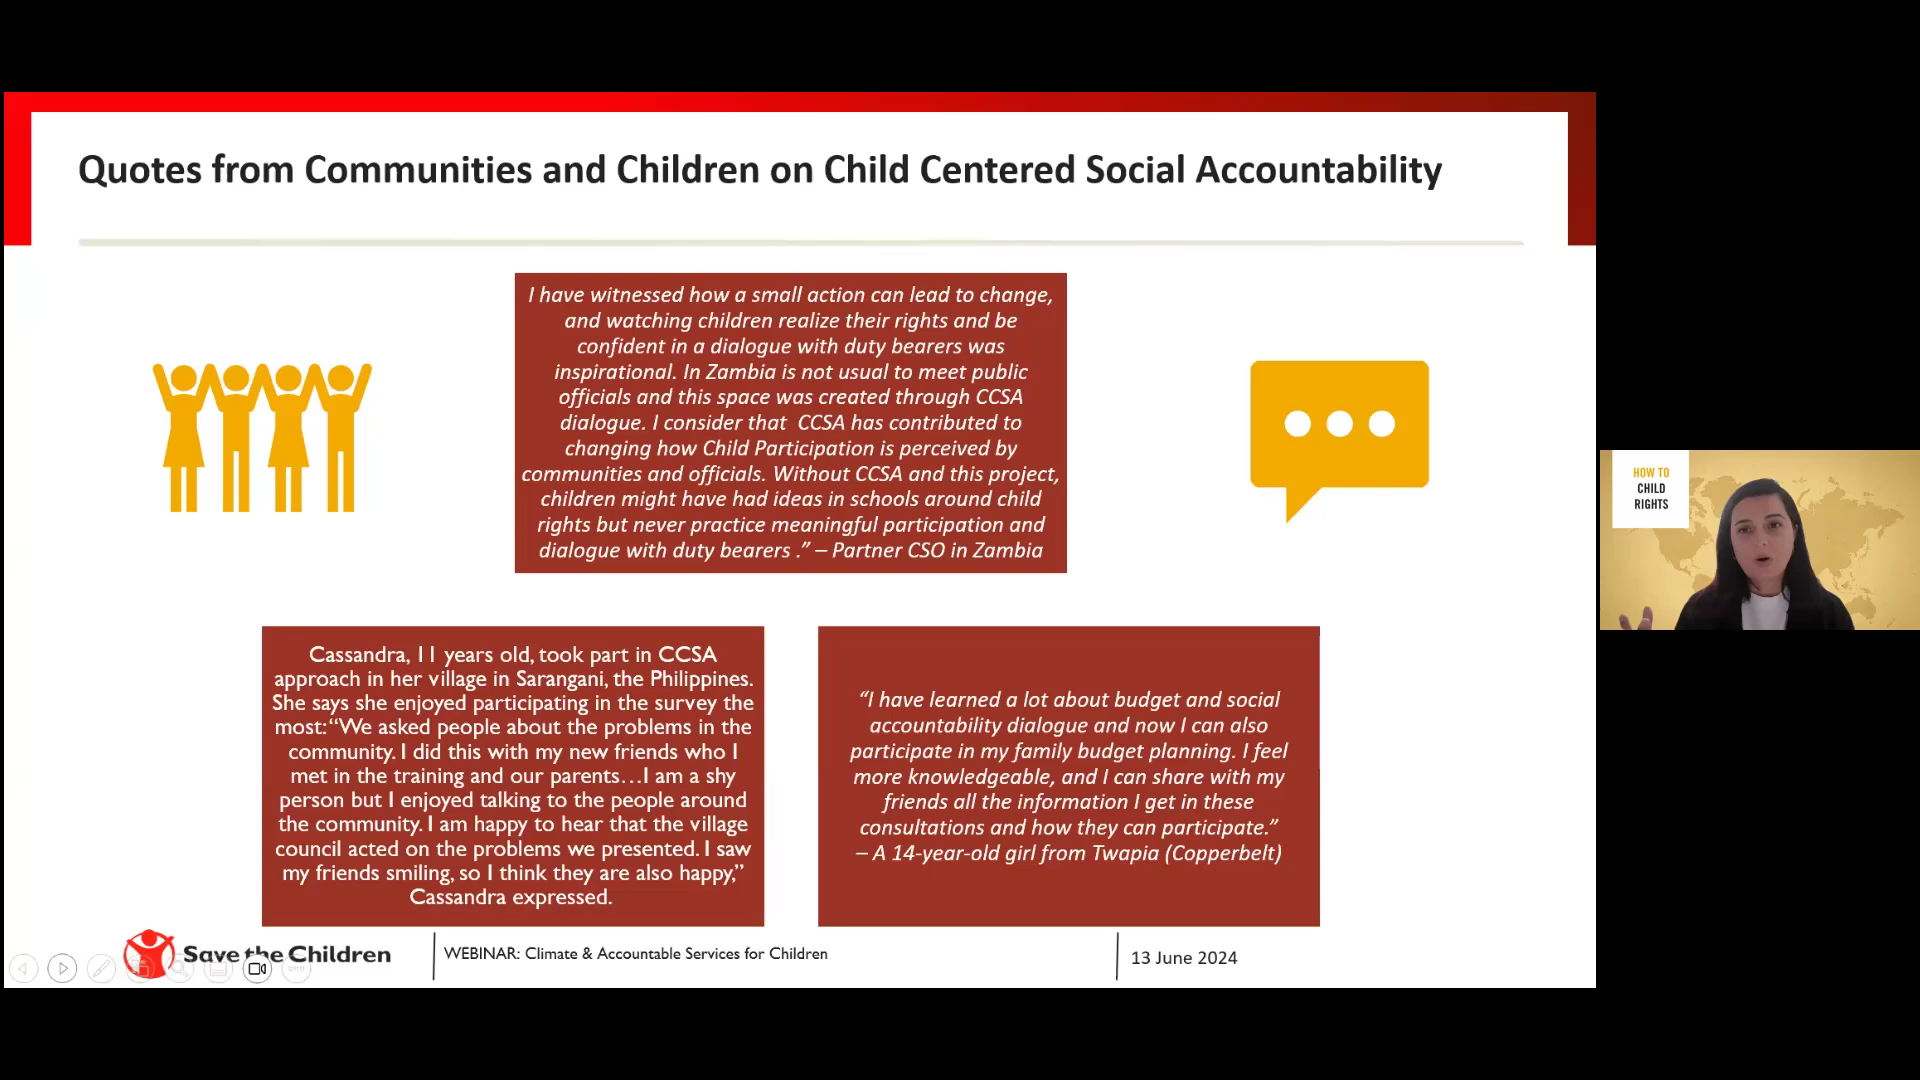 Quotes from Communities and Children on Child Centered Social Accountability
I have witnessed how a small action can lead to change,
and watching children realize their rights and be
confident in a dialogue with duty bearers was
inspirational. In Zambia is not usual to meet public
officials and this space was created through CCSA
dialogue. I consider that  CCSA has contributed to
changing how Child Participation is perceived by
communities and officials. Without CCSA and this project,
children might have had ideas in schools around child
rights but never practice meaningful participation and
dialogue with duty bearers .” – Partner CSO in Zambia
HOW TO
CHILD
RIGHTS
Cassandra, 11 years old, took part in CCSA
approach in her village in Sarangani, the Philippines.
She says she enjoyed participating in the survey the
most: “We asked people about the problems in the
community. I did this with my new friends who I
met in the training and our parents…I am a shy
person but I enjoyed talking to the people around
the community. I am happy to hear that the village
council acted on the problems we presented. I saw
my friends smiling, so I think they are also happy,”
Cassandra expressed.
“I have learned a lot about budget and social
accountability dialogue and now I can also
participate in my family budget planning. I feel
more knowledgeable, and I can share with my
friends all the information I get in these
consultations and how they can participate.”
– A 14-year-old girl from Twapia (Copperbelt)
Save the Children
WEBINAR: Climate & Accountable Services for Children
13 June 2024